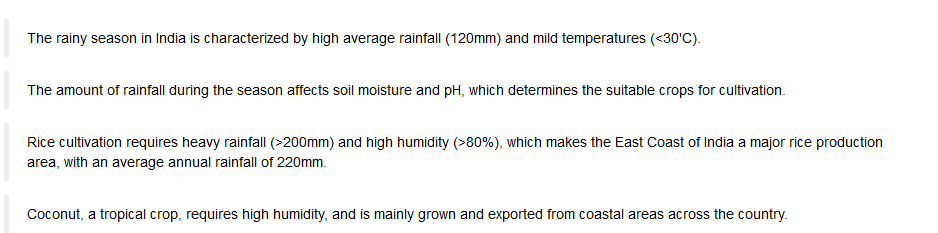 The rainy season in India is characterized by high average rainfall (120mm) and mild temperatures (<30'C).
The amount of rainfall during the season affects soil moisture and pH, which determines the suitable crops for cultivation.
Rice cultivation requires heavy rainfall (>200mm) and high humidity (>80%), which makes the East Coast of India a major rice production
area, with an average annual rainfall of 220mm.
Coconut, a tropical crop, requires high humidity, and is mainly grown and exported from coastal areas across the country.